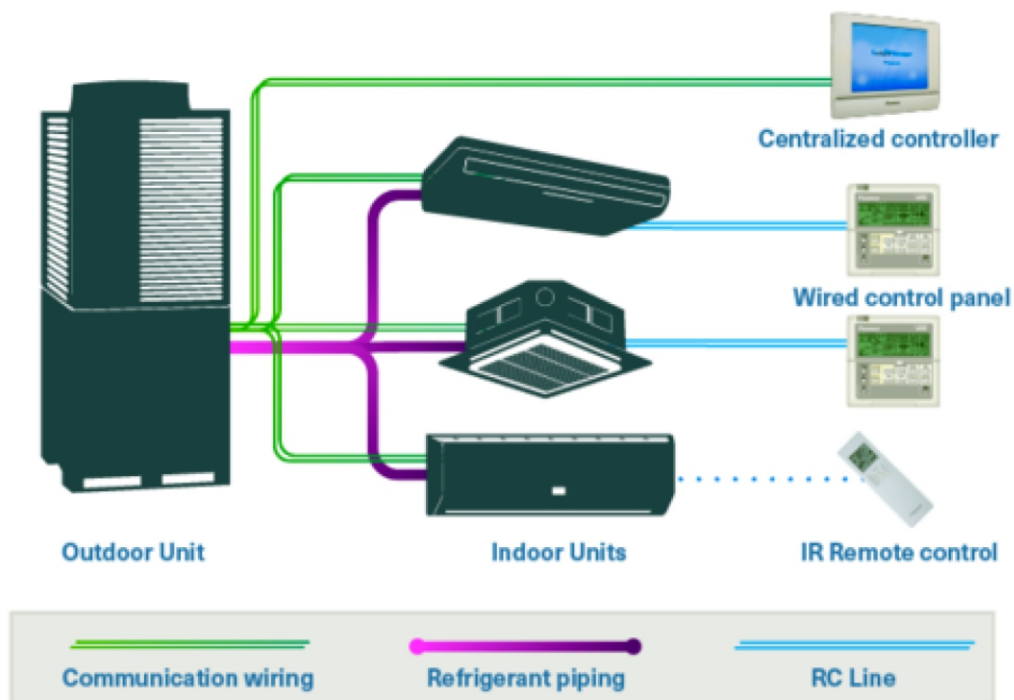 Centralized controller
Wired control panel
Outdoor Unit
Indoor Units
IR Remote control
Communication wiring
Refrigerant piping
RC Line